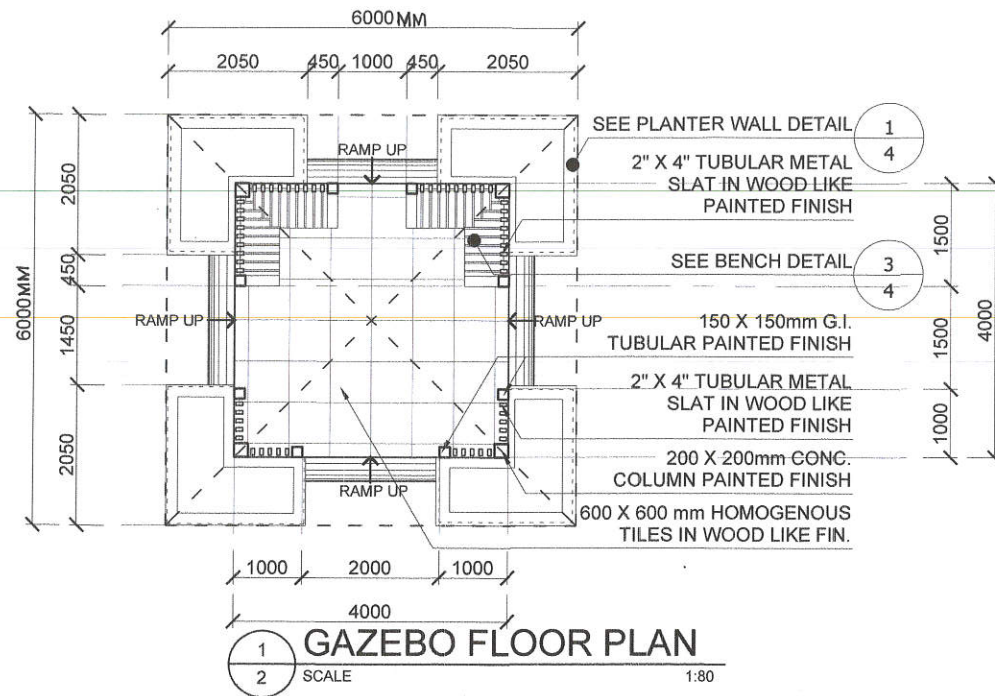 6000MM
2050 450 1000 450 2050
6000MM
2050
450
1450
2050
RAMP UP
RAMP UP
RAMP UP
RAMP UP
SEE PLANTER WALL DETAIL
1
4
2" X 4" TUBULAR METAL
SLAT IN WOOD LIKE
PAINTED FINISH
SEE BENCH DETAIL
3
4
150 X 150mm G.I.
TUBULAR PAINTED FINISH
2" X 4" TUBULAR METAL
SLAT IN WOOD LIKE
PAINTED FINISH
200 X 200mm CONC.
COLUMN PAINTED FINISH
600 X 600 mm HOMOGENOUS
TILES IN WOOD LIKE FIN.
1500
1500
1000
4000
1000 2000 1000
4000
1
2
GAZEBO FLOOR PLAN
SCALE 1:80